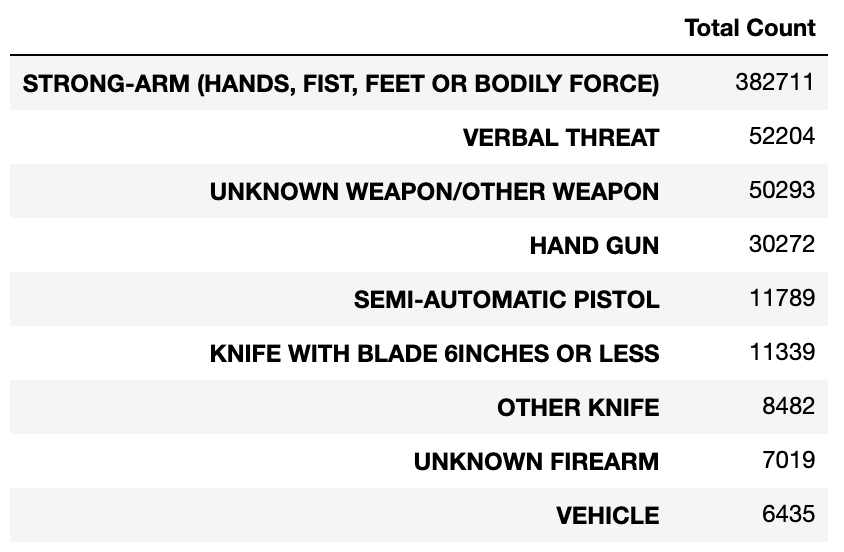 Total Count
STRONG-ARM (HANDS, FIST, FEET OR BODILY FORCE) 382711
VERBAL THREAT 52204
UNKNOWN WEAPON/OTHER WEAPON 50293
HAND GUN 30272
SEMI-AUTOMATIC PISTOL 11789
KNIFE WITH BLADE 6INCHES OR LESS 11339
OTHER KNIFE 8482
UNKNOWN FIREARM 7019
VEHICLE 6435